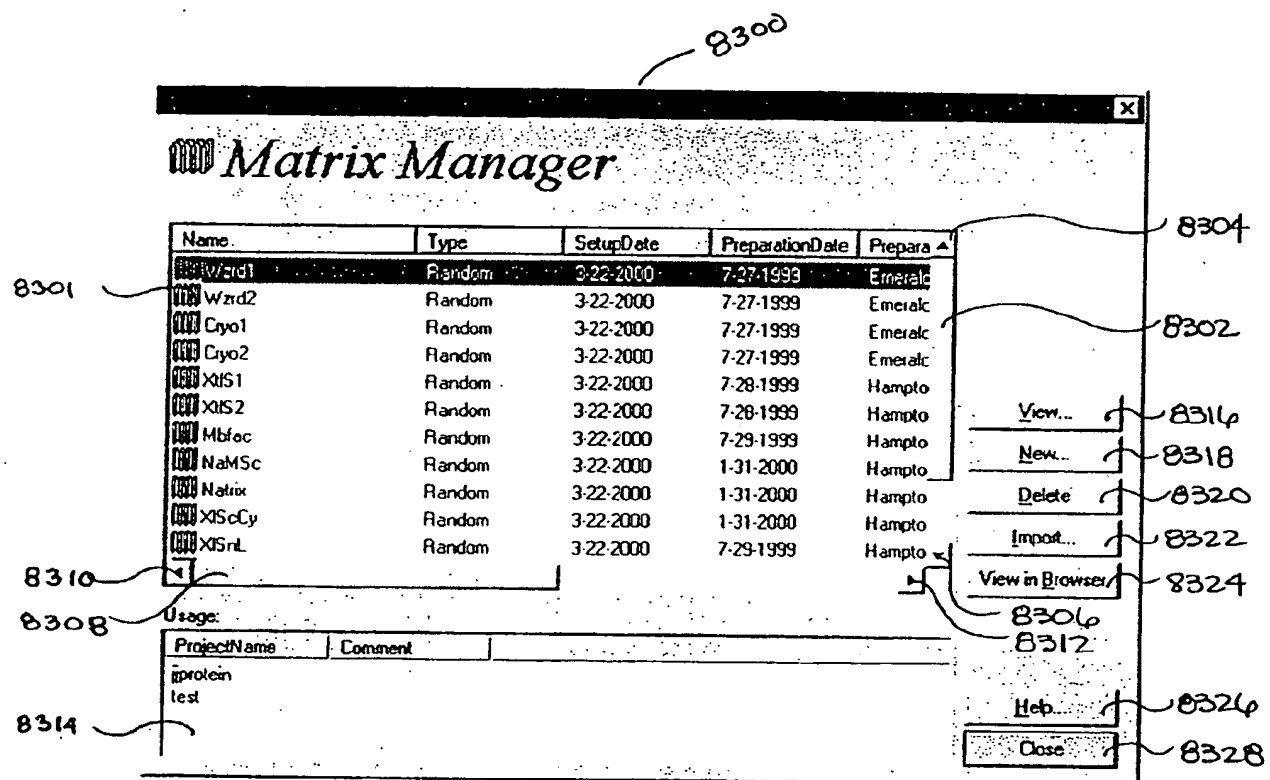 8300
Matrix Manager
Name Type SetupDate PreparationDate Prepara
8304
Wzrd1 Random 3-22-2000 7-27-1999 Emeralc
8301
Wzrd2 Random 3-22-2000 7-27-1999 Emeralc
Cryo1 Random 3-22-2000 7-27-1999 Emeralc
8302
Cryo2 Random 3-22-2000 7-27-1999 Emeralc
XtlS1 Random 3-22-2000 7-28-1999 Hampto
XtlS2 Random 3-22-2000 7-28-1999 Hampto
View... 8316
Mbfac Random 3-22-2000 7-29-1999 Hampto
New... 8318
NaMSc Random 3-22-2000 1-31-2000 Hampto
Natrix Random 3-22-2000 1-31-2000 Hampto
Delete 8320
XlScCy Random 3-22-2000 1-31-2000 Hampto
Import... 8322
XlSnL Random 3-22-2000 7-29-1999 Hampto
8310
View in Browser 8324
8308
Usage:
8306
8312
ProjectName Comment
jjprotein
test
Help... 8326
8314
Close 8328